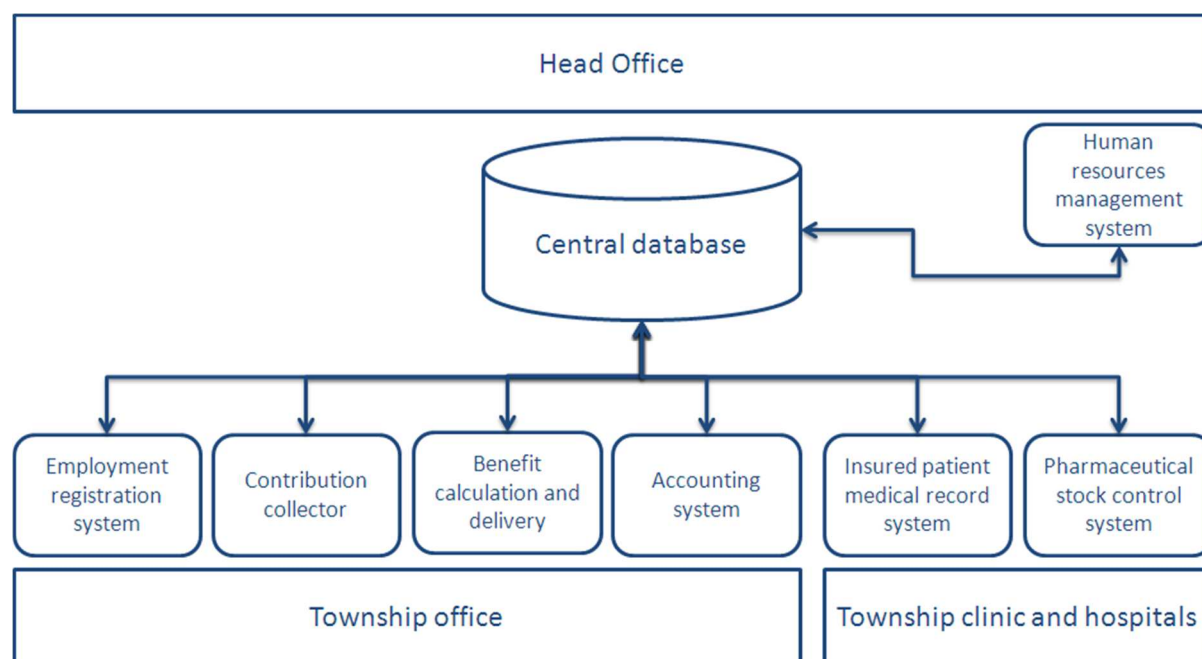 Head Office
Human
resources
management
system
Central database
Employment
registration
system
Contribution
collector
Benefit
calculation and
delivery
Accounting
system
Insured patient
medical record
system
Pharmaceutical
stock control
system
Township office
Township clinic and hospitals